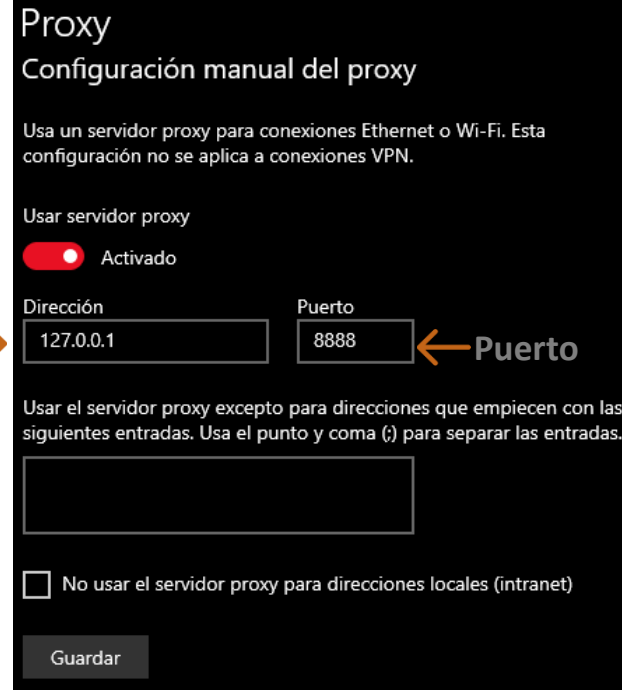 Proxy
Configuración manual del proxy
Usa un servidor proxy para conexiones Ethernet o Wi-Fi. Esta
configuración no se aplica a conexiones VPN.
Usar servidor proxy
Activado
Dirección Puerto
127.0.0.1 8888 Puerto
Usar el servidor proxy excepto para direcciones que empiecen con las
siguientes entradas. Usa el punto y coma (;) para separar las entradas.
No usar el servidor proxy para direcciones locales (intranet)
Guardar